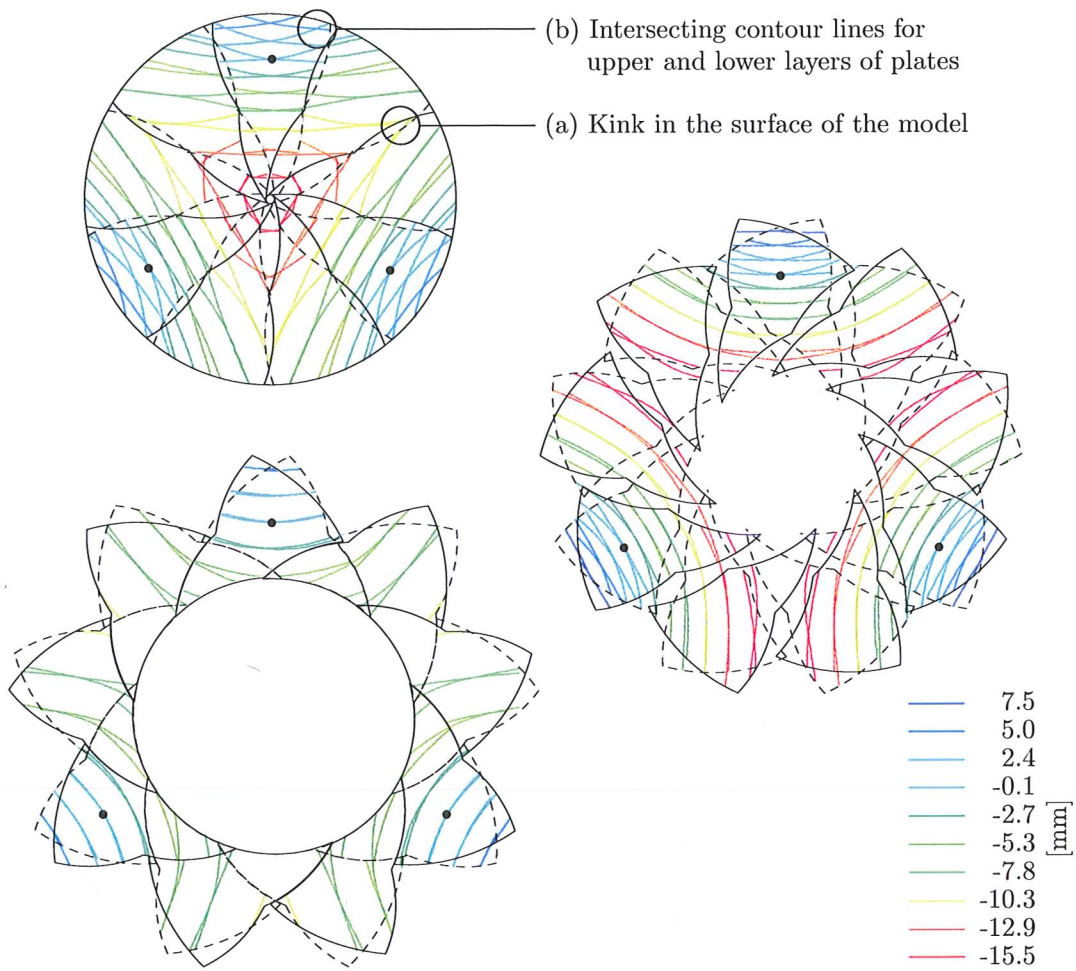 (b) Intersecting contour lines for
upper and lower layers of plates
(a) Kink in the surface of the model
7.5
5.0
2.4
-0.1
-2.7
-5.3
-7.8
-10.3
-12.9
-15.5
[mm]